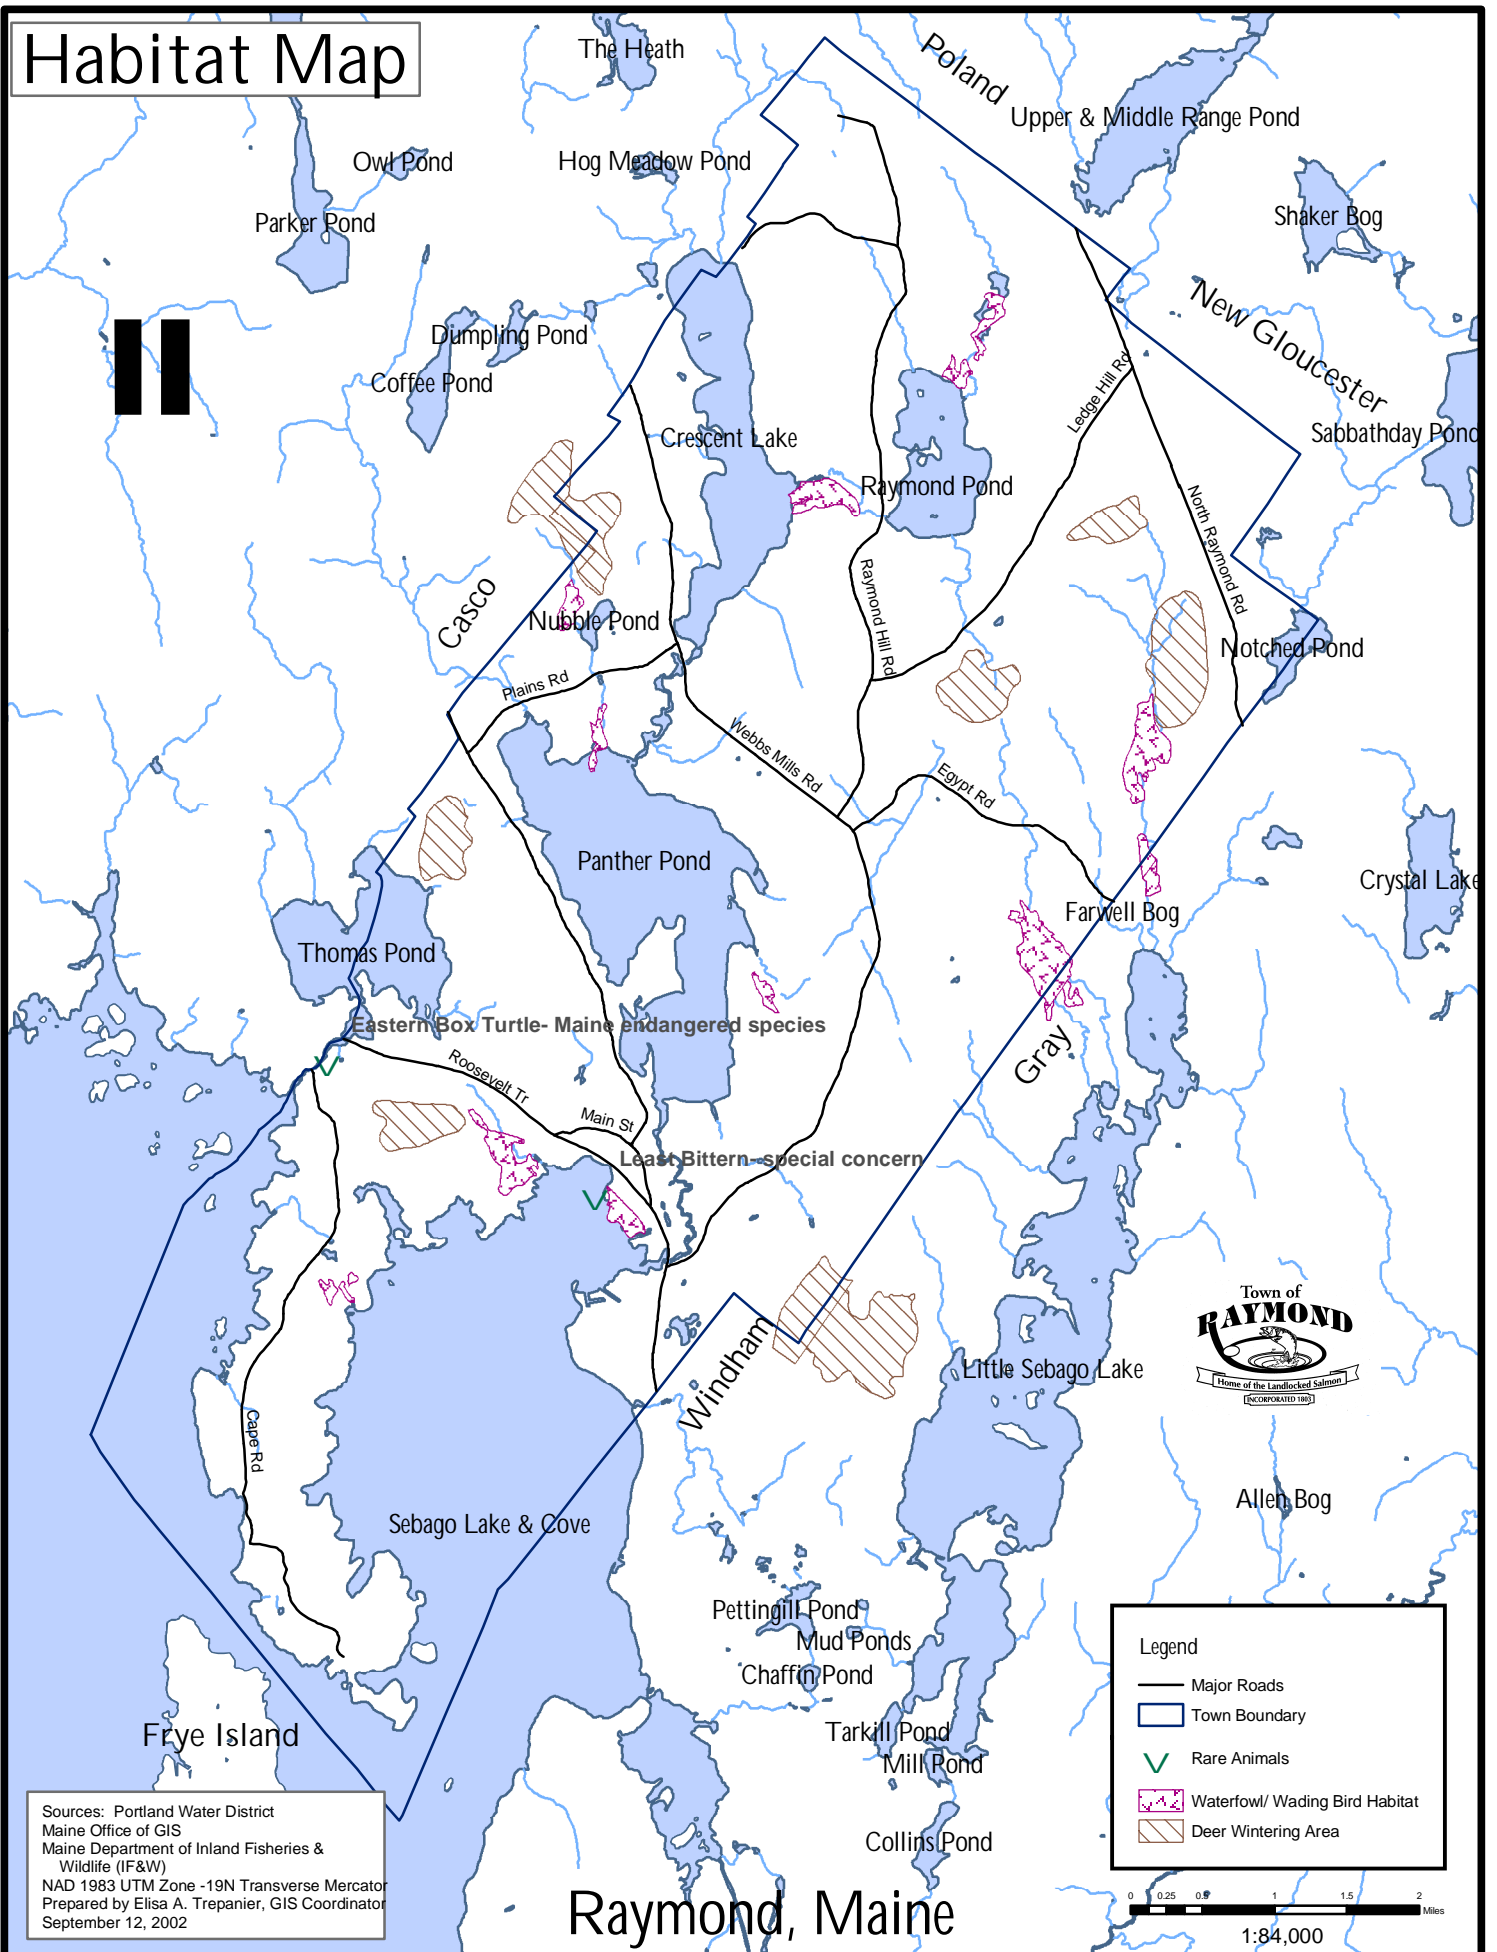 Habitat Map
The Heath
Poland
Upper & Middle Range Pond
Owl Pond
Hog Meadow Pond
Parker Pond
Shaker Bog
New Gloucester
Dumpling Pond
Coffee Pond
Ledge Hill Rd
Crescent Lake
Sabbathday Pond
Raymond Pond
North Raymond Rd
Casco
Raymond Hill Rd
Nubble Pond
Notched Pond
Plains Rd
Webbs Mills Rd
Egypt Rd
Panther Pond
Crystal Lake
Farwell Bog
Thomas Pond
Eastern Box Turtle- Maine endangered species
Gray
Roosevelt Tr
Main St
Least Bittern--special concern
Windham
Little Sebago Lake
Town of
RAYMOND
Home of the Landlocked Salmon
INCORPORATED 1803
Cape Rd
Allen Bog
Sebago Lake & Cove
Pettingill Pond
Mud Ponds
Chaffin Pond
Tarkill Pond
Mill Pond
Frye Island
Collins Pond
Legend
Major Roads
Town Boundary
Rare Animals
Waterfowl/ Wading Bird Habitat
Deer Wintering Area
Sources: Portland Water District
Maine Office of GIS
Maine Department of Inland Fisheries &
Wildlife (IF&W)
NAD 1983 UTM Zone -19N Transverse Mercator
Prepared by Elisa A. Trepanier, GIS Coordinator
September 12, 2002
Raymond, Maine
0 0.25 0.5 1 1.5 2
Miles
1:84,000